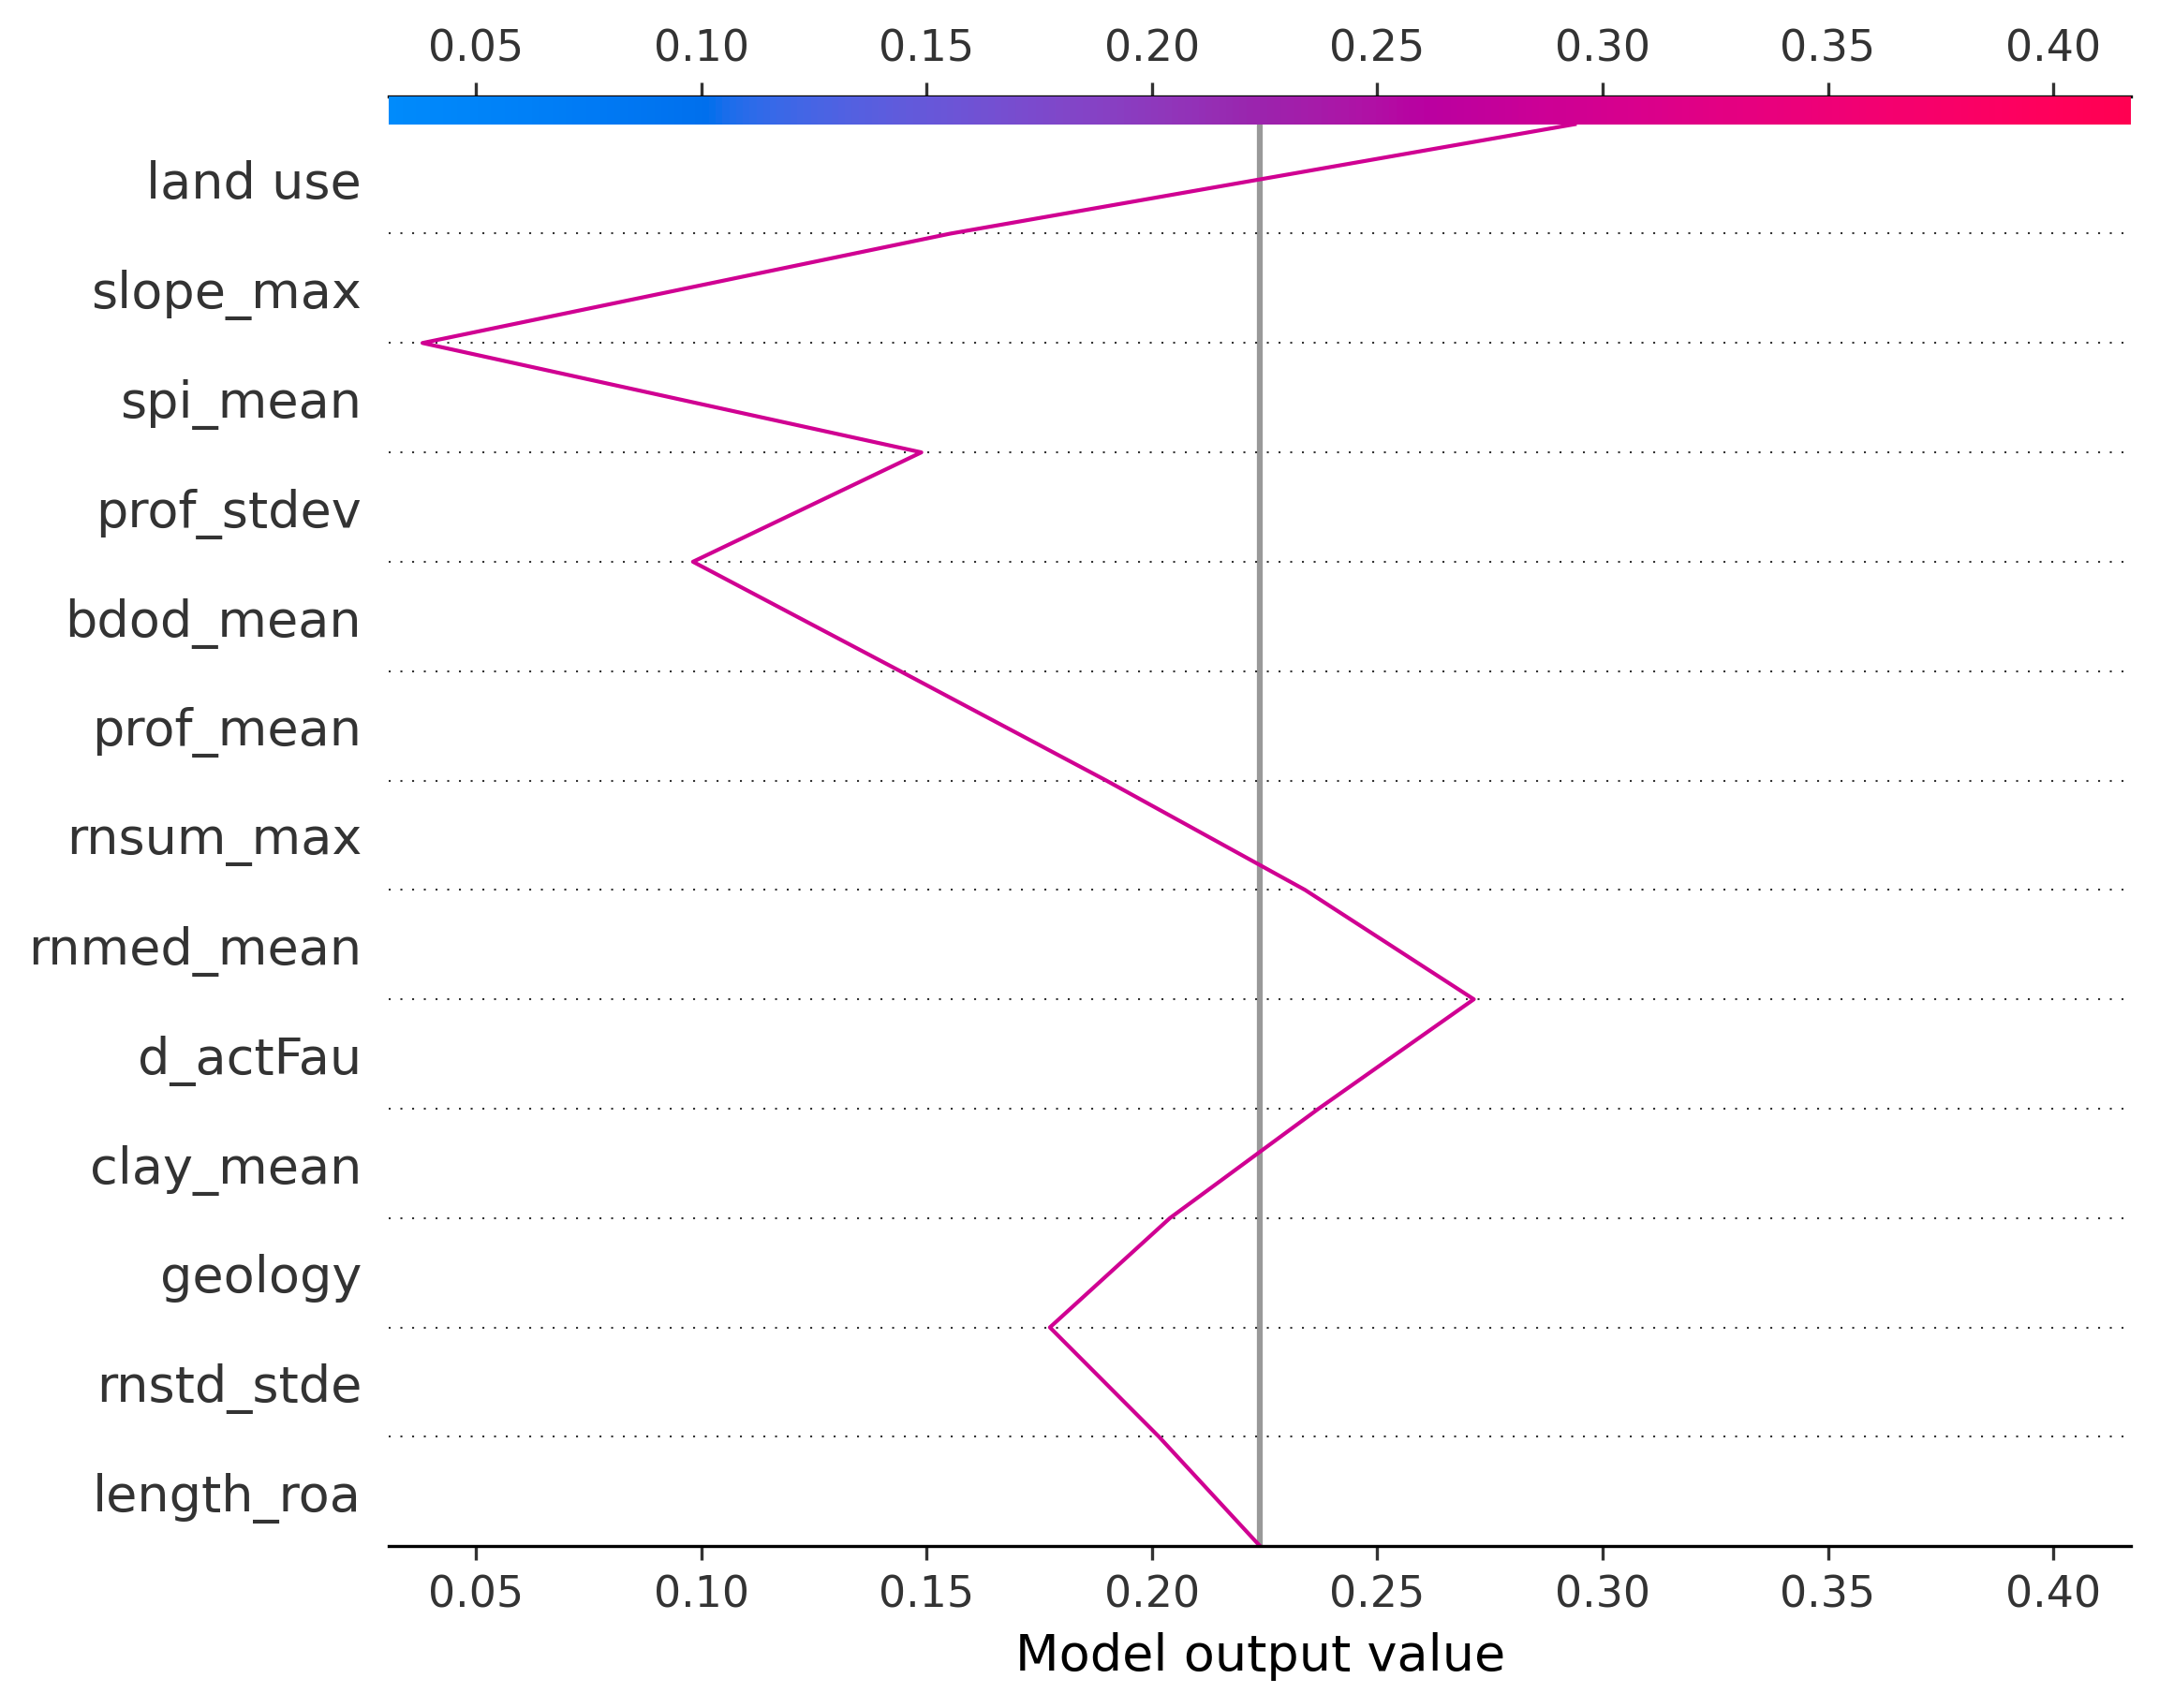 0.05 0.10 0.15 0.20 0.25 0.30 0.35 0.40
land use
slope_max
spi_mean
prof_stdev
bdod_mean
prof_mean
rnsum_max
rnmed_mean
d_actFau
clay_mean
geology
rnstd_stde
length_roa
0.05 0.10 0.15 0.20 0.25 0.30 0.35 0.40
Model output value